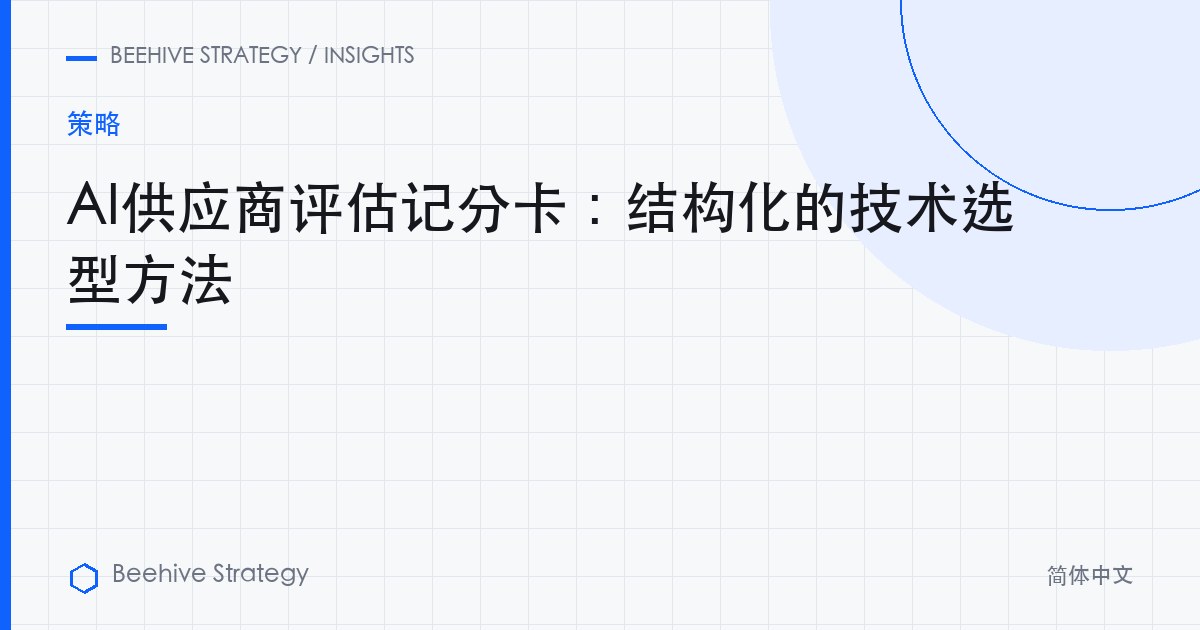 BEEHIVE STRATEGY / INSIGHTS
策略
AI供应商评估记分卡：结构化的技术选
型方法
Beehive Strategy
简体中文